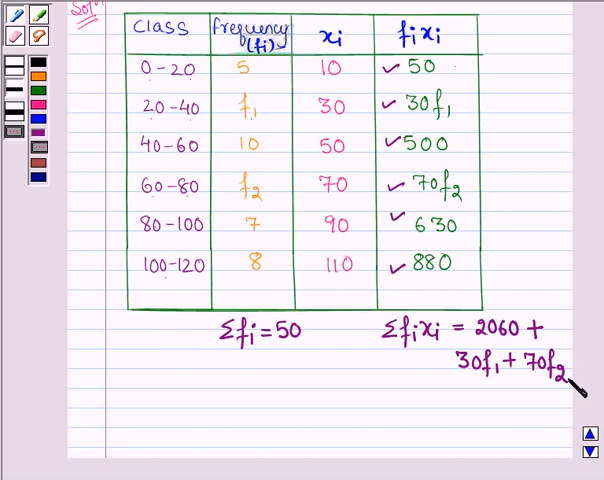 Soln
Class frequency (fi) xi fixi
0-20 5 10 ✓ 50
20-40 f1 30 ✓ 30f1
40-60 10 50 ✓ 500
60-80 f2 70 ✓ 70f2
80-100 7 90 ✓ 630
100-120 8 110 ✓ 880
Σfi = 50 Σfixi = 2060 +
30f1 + 70f2